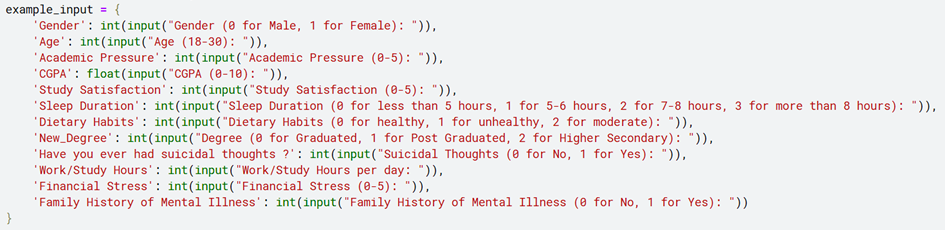 example_input = {
    'Gender': int(input("Gender (0 for Male, 1 for Female): ")),
    'Age': int(input("Age (18-30): ")),
    'Academic Pressure': int(input("Academic Pressure (0-5): ")),
    'CGPA': float(input("CGPA (0-10): ")),
    'Study Satisfaction': int(input("Study Satisfaction (0-5): ")),
    'Sleep Duration': int(input("Sleep Duration (0 for less than 5 hours, 1 for 5-6 hours, 2 for 7-8 hours, 3 for more than 8 hours): ")),
    'Dietary Habits': int(input("Dietary Habits (0 for healthy, 1 for unhealthy, 2 for moderate): ")),
    'New_Degree': int(input("Degree (0 for Graduated, 1 for Post Graduated, 2 for Higher Secondary): ")),
    'Have you ever had suicidal thoughts ?': int(input("Suicidal Thoughts (0 for No, 1 for Yes): ")),
    'Work/Study Hours': int(input("Work/Study Hours per day: ")),
    'Financial Stress': int(input("Financial Stress (0-5): ")),
    'Family History of Mental Illness': int(input("Family History of Mental Illness (0 for No, 1 for Yes): "))
}